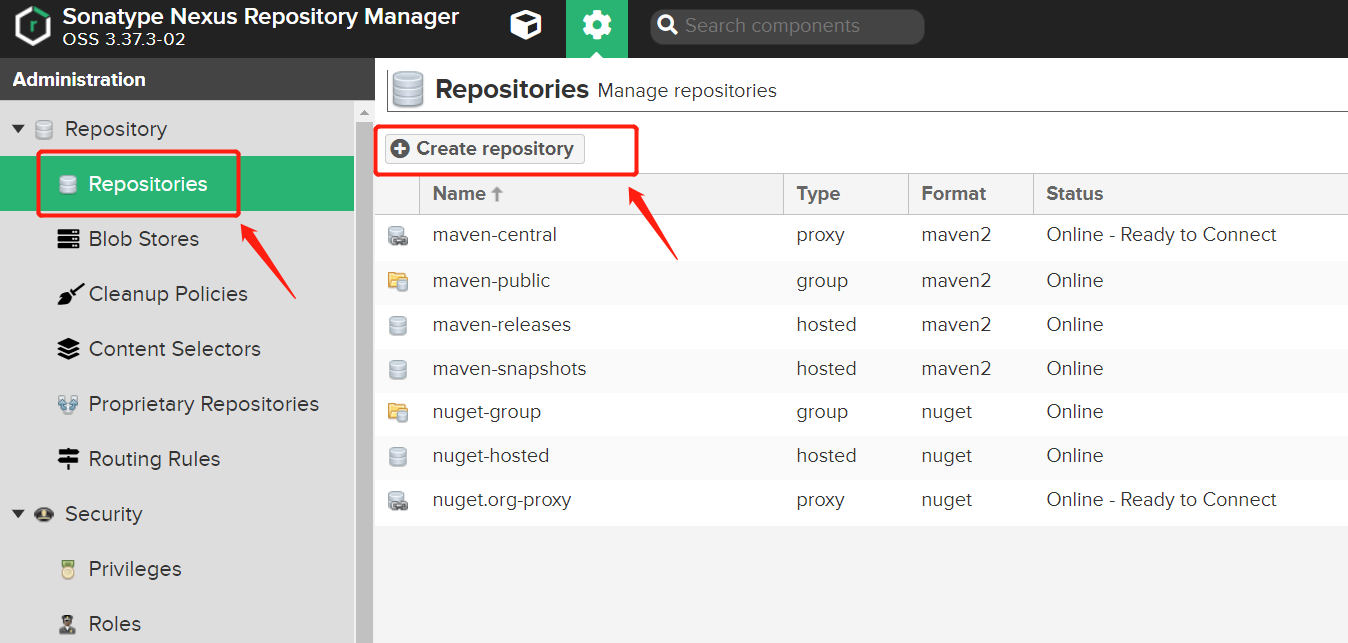 Sonatype Nexus Repository Manager
OSS 3.37.3-02
Search components
Administration
Repository
Repositories
Blob Stores
Cleanup Policies
Content Selectors
Proprietary Repositories
Routing Rules
Security
Privileges
Roles
Repositories Manage repositories
Create repository
Name Type Format Status
maven-central proxy maven2 Online - Ready to Connect
maven-public group maven2 Online
maven-releases hosted maven2 Online
maven-snapshots hosted maven2 Online
nuget-group group nuget Online
nuget-hosted hosted nuget Online
nuget.org-proxy proxy nuget Online - Ready to Connect